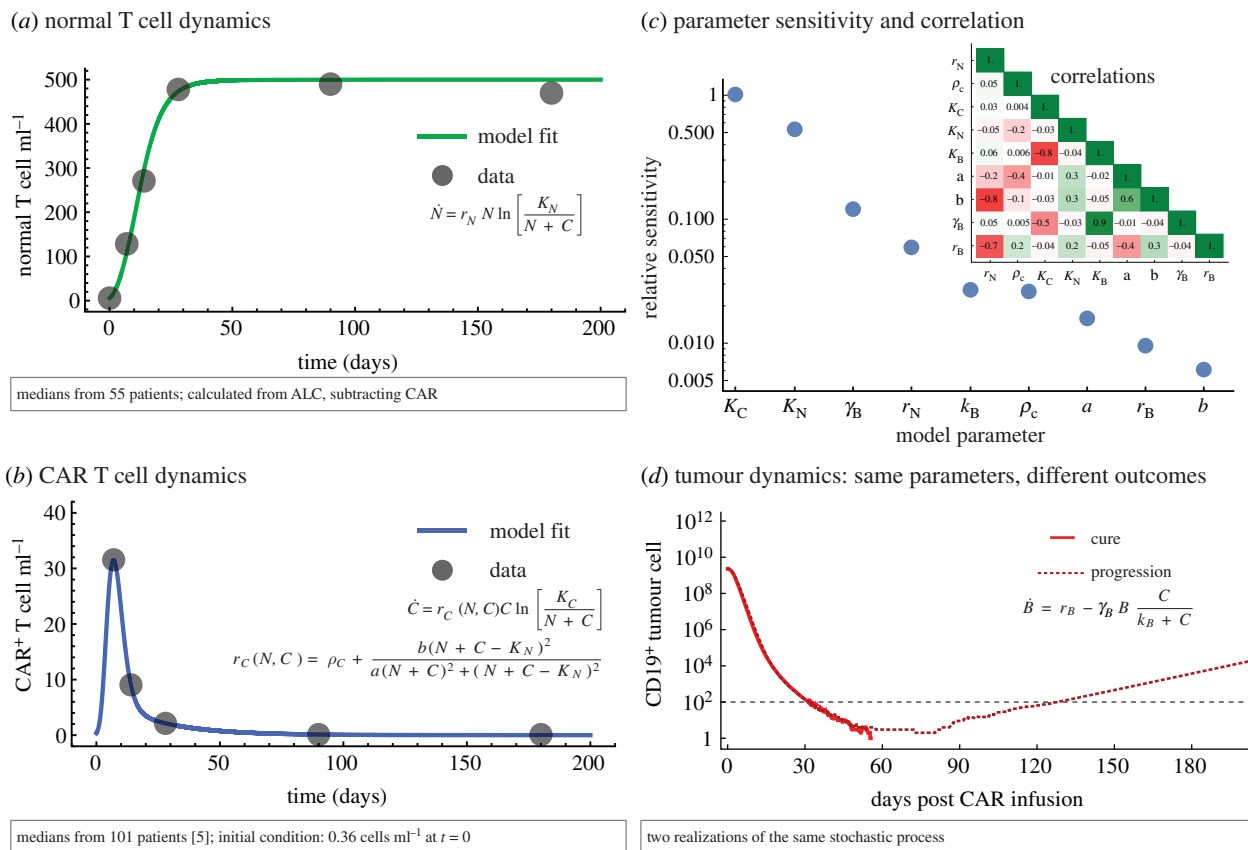 (a) normal T cell dynamics
normal T cell ml⁻¹
500
400
300
200
100
0
model fit
data
Ṅ = r_N N ln [K_N / (N + C)]
0 50 100 150 200
time (days)
medians from 55 patients; calculated from ALC, subtracting CAR
(b) CAR T cell dynamics
CAR⁺ T cell ml⁻¹
40
30
20
10
0
model fit
data
Ċ = r_C (N, C)C ln [K_C / (N + C)]
r_C (N, C) = ρ_C + b(N + C − K_N)² / (a(N + C)² + (N + C − K_N)²)
0 50 100 150 200
time (days)
medians from 101 patients [5]; initial condition: 0.36 cells ml⁻¹ at t = 0
(c) parameter sensitivity and correlation
relative sensitivity
1
0.500
0.100
0.050
0.010
0.005
correlations
r_N 1.
ρ_c 0.05 1.
K_C 0.03 0.004 1.
K_N −0.05 −0.2 −0.03 1.
K_B 0.06 0.006 −0.8 −0.04 1.
a −0.2 −0.4 −0.01 0.3 −0.02 1.
b −0.8 −0.1 −0.03 0.3 −0.05 0.6 1.
γ_B 0.05 0.005 −0.5 −0.03 0.9 −0.01 −0.04 1.
r_B −0.7 0.2 −0.04 0.2 −0.05 −0.4 0.3 −0.04 1.
r_N ρ_c K_C K_N K_B a b γ_B r_B
K_C K_N γ_B r_N k_B ρ_c a r_B b
model parameter
(d) tumour dynamics: same parameters, different outcomes
CD19⁺ tumour cell
10¹²
10¹⁰
10⁸
10⁶
10⁴
10²
1
cure
progression
Ḃ = r_B − γ_B B C / (k_B + C)
0 30 60 90 120 150 180
days post CAR infusion
two realizations of the same stochastic process